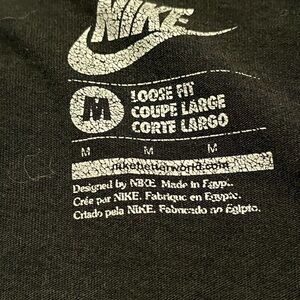 NIKE
M
LOOSE FIT
COUPE LARGE
CORTE LARGO
M M M
nikebetterworld.com
Designed by NIKE. Made in Egypt.
Crée par NIKE. Fabrique en Egypte.
Criado pela NIKE. Fabricado no Egipto.